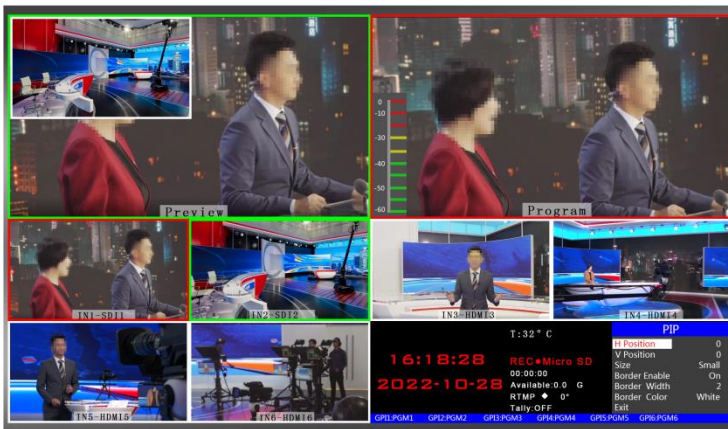 0
-10
-20
-30
-40
-50
-60
Preview
Program
IN1-SDI1
IN2-SDI2
IN3-HDMI3
IN4-HDMI4
IN5-HDMI5
IN6-HDMI6
T:32°C
16:18:28
REC●Micro SD
00:00:00
2022-10-28
Available:0.0 G
RTMP ◆ 0°
Tally:OFF
PIP
H Position 0
V Position 0
Size Small
Border Enable On
Border Width 2
Border Color White
Exit
GPI1:PGM1 GPI2:PGM2 GPI3:PGM3 GPI4:PGM4 GPI5:PGM5 GPI6:PGM6